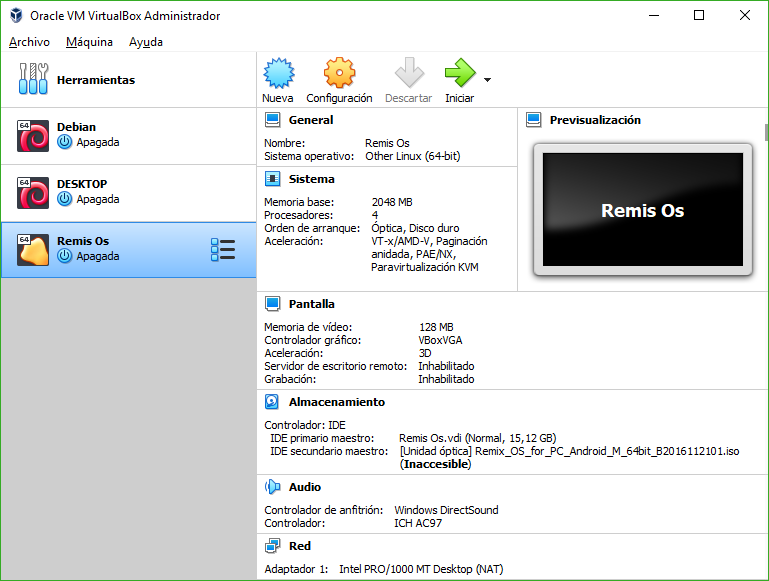 Oracle VM VirtualBox Administrador
Archivo Máquina Ayuda
Herramientas
64
Debian
Apagada
64
DESKTOP
Apagada
64
Remis Os
Apagada
Nueva Configuración Descartar Iniciar
General
Nombre: Remis Os
Sistema operativo: Other Linux (64-bit)
Sistema
Memoria base: 2048 MB
Procesadores: 4
Orden de arranque: Óptica, Disco duro
Aceleración: VT-x/AMD-V, Paginación
anidada, PAE/NX,
Paravirtualización KVM
Previsualización
Remis Os
Pantalla
Memoria de vídeo: 128 MB
Controlador gráfico: VBoxVGA
Aceleración: 3D
Servidor de escritorio remoto: Inhabilitado
Grabación: Inhabilitado
Almacenamiento
Controlador: IDE
IDE primario maestro: Remis Os.vdi (Normal, 15,12 GB)
IDE secundario maestro: [Unidad óptica] Remix_OS_for_PC_Android_M_64bit_B2016112101.iso
(Inaccesible)
Audio
Controlador de anfitrión: Windows DirectSound
Controlador: ICH AC97
Red
Adaptador 1: Intel PRO/1000 MT Desktop (NAT)